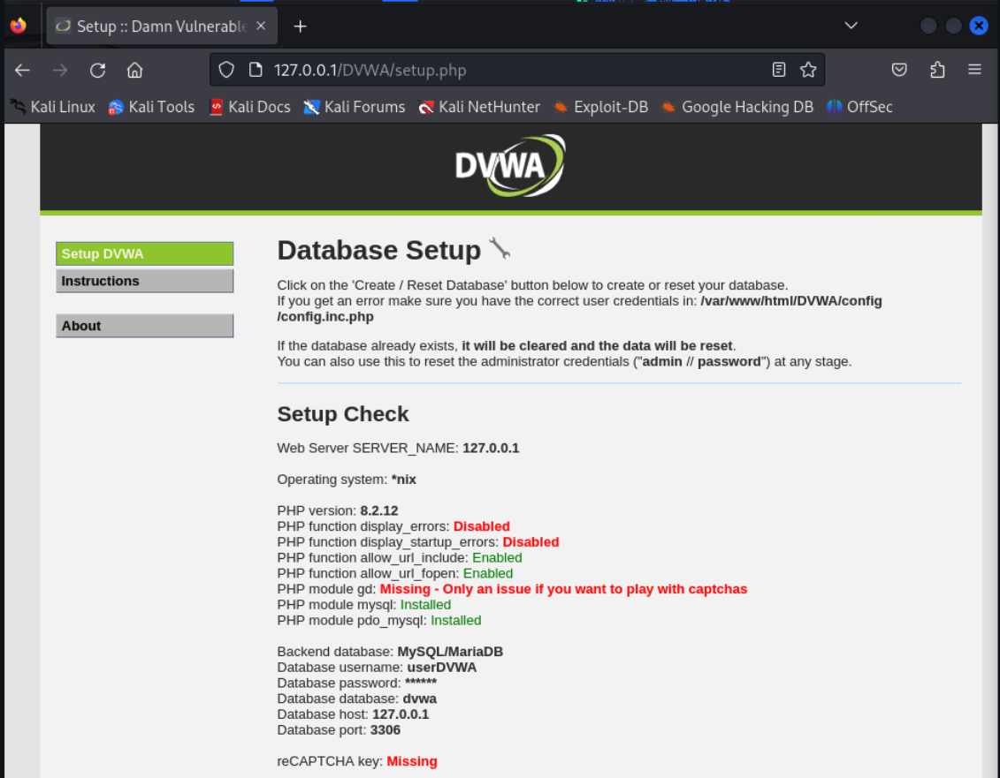 Setup :: Damn Vulnerable
127.0.0.1/DVWA/setup.php
Kali Linux Kali Tools Kali Docs Kali Forums Kali NetHunter Exploit-DB Google Hacking DB OffSec
DVWA
Setup DVWA
Instructions
About
Database Setup
Click on the 'Create / Reset Database' button below to create or reset your database.
If you get an error make sure you have the correct user credentials in: /var/www/html/DVWA/config
/config.inc.php
If the database already exists, it will be cleared and the data will be reset.
You can also use this to reset the administrator credentials ("admin // password") at any stage.
Setup Check
Web Server SERVER_NAME: 127.0.0.1
Operating system: *nix
PHP version: 8.2.12
PHP function display_errors: Disabled
PHP function display_startup_errors: Disabled
PHP function allow_url_include: Enabled
PHP function allow_url_fopen: Enabled
PHP module gd: Missing - Only an issue if you want to play with captchas
PHP module mysql: Installed
PHP module pdo_mysql: Installed
Backend database: MySQL/MariaDB
Database username: userDVWA
Database password: ******
Database database: dvwa
Database host: 127.0.0.1
Database port: 3306
reCAPTCHA key: Missing